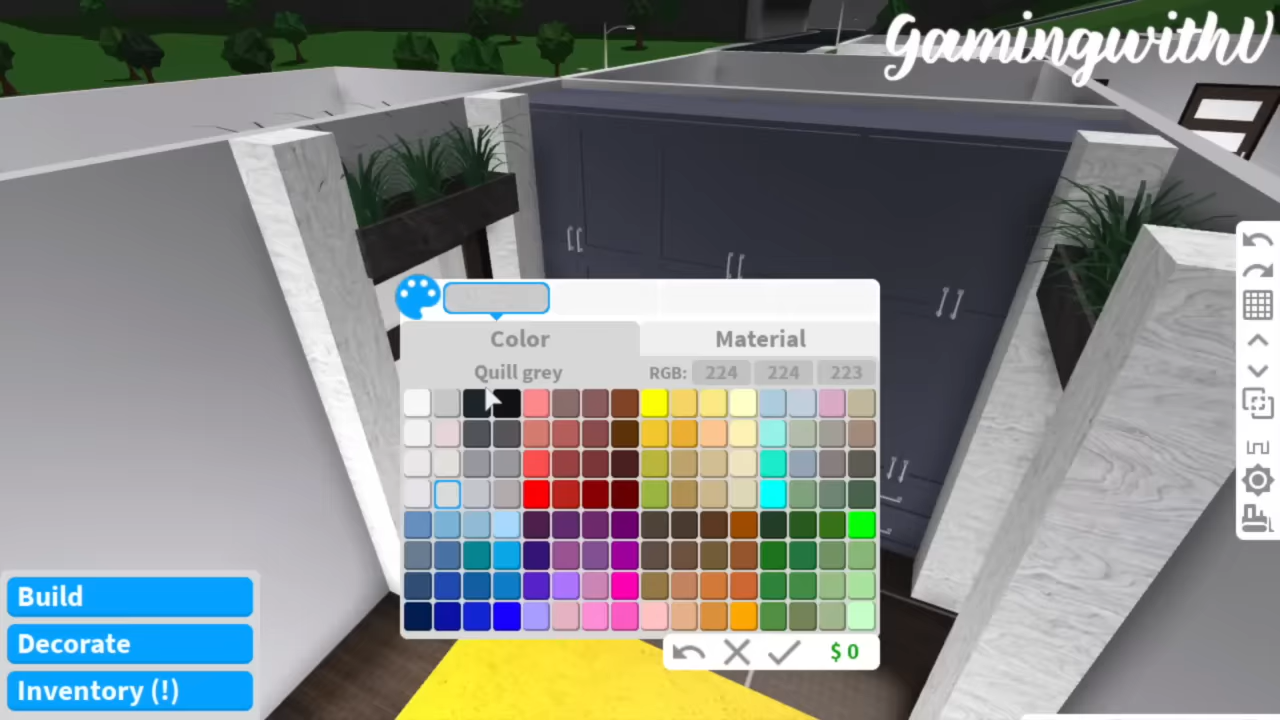 GamingwithV
Color
Material
Quill grey
RGB: 224 224 223
Build
Decorate
Inventory (!)
$ 0